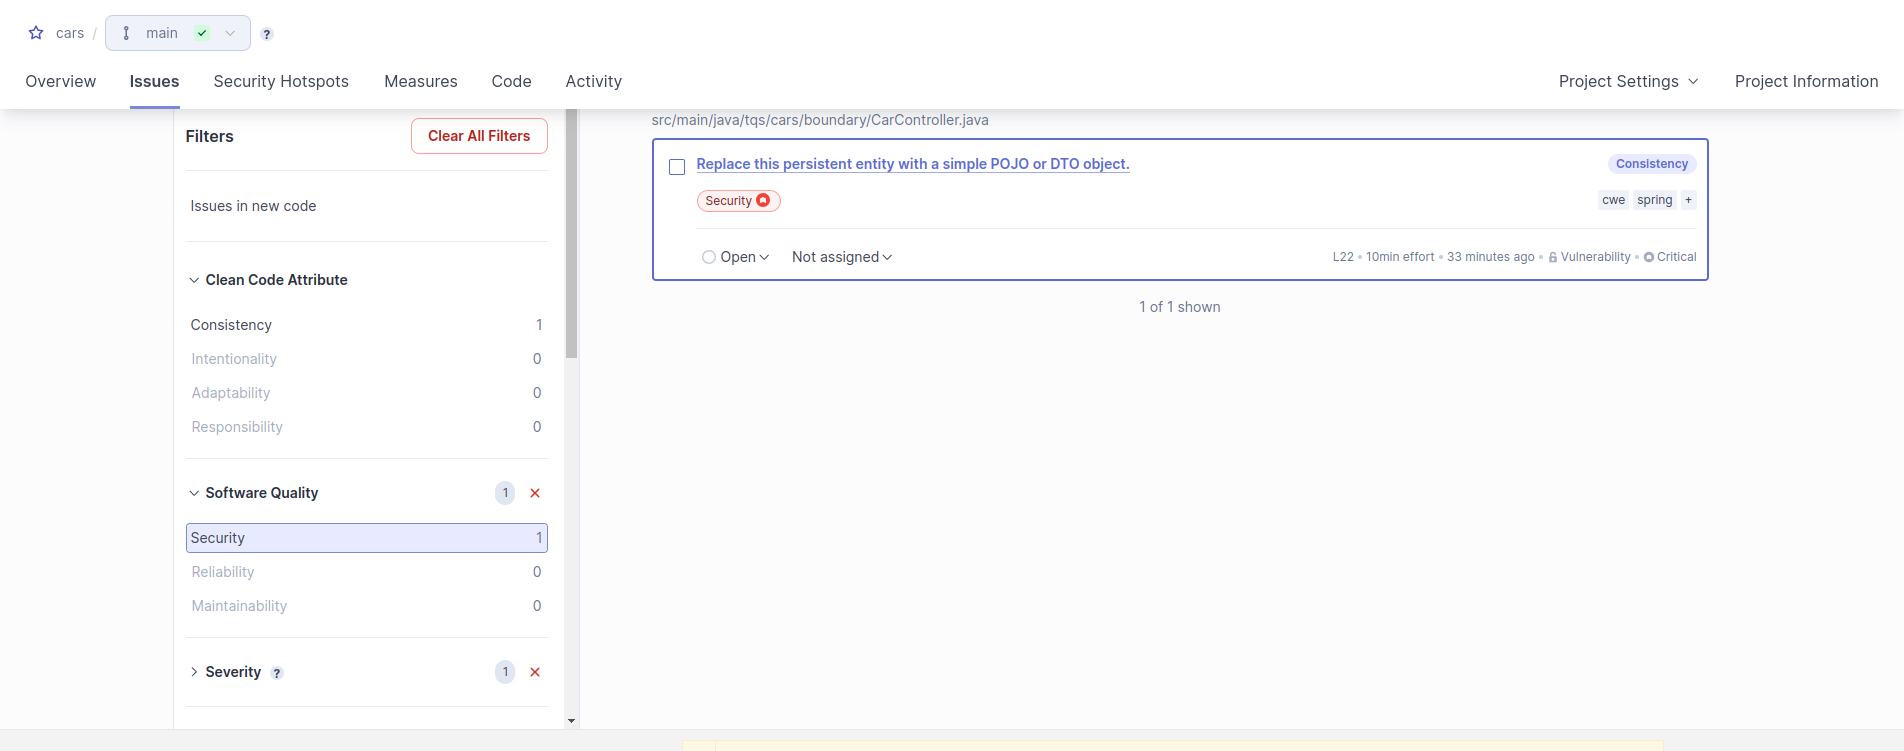 cars / main ?
Overview Issues Security Hotspots Measures Code Activity Project Settings Project Information
Filters Clear All Filters
Issues in new code
Clean Code Attribute
Consistency 1
Intentionality 0
Adaptability 0
Responsibility 0
Software Quality 1
Security 1
Reliability 0
Maintainability 0
Severity ? 1
src/main/java/tqs/cars/boundary/CarController.java
Replace this persistent entity with a simple POJO or DTO object. Consistency
Security cwe spring +
Open Not assigned L22 • 10min effort • 33 minutes ago • Vulnerability • Critical
1 of 1 shown